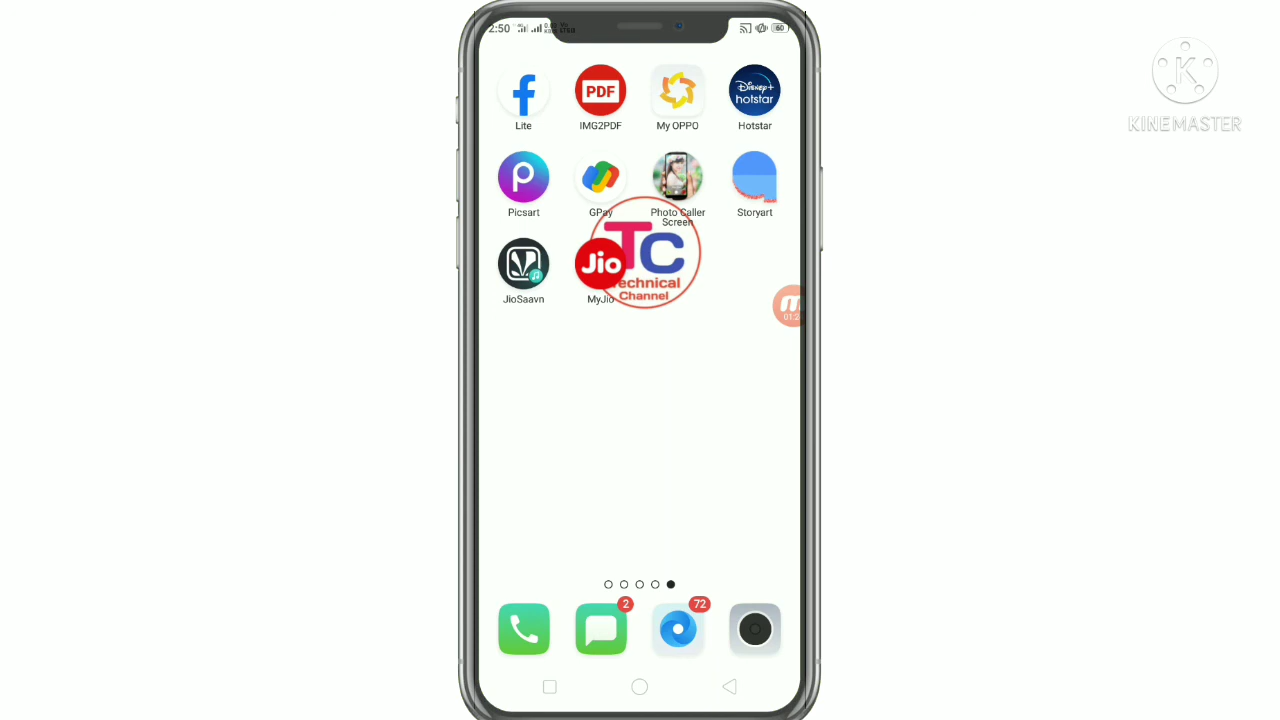 2:50
60
Lite
PDF
IMG2PDF
My OPPO
Disney+
hotstar
Hotstar
P
Picsart
GPay
Photo Caller
Screen
Storyart
JioSaavn
Jio
MyJio
TC
Technical
Channel
2
72
K
KINEMASTER